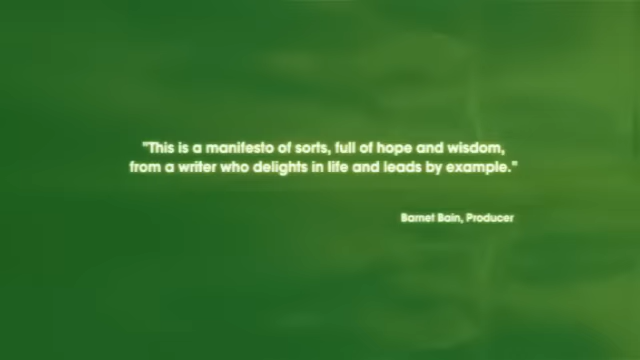 "This is a manifesto of sorts, full of hope and wisdom,
from a writer who delights in life and leads by example."
Barnet Bain, Producer